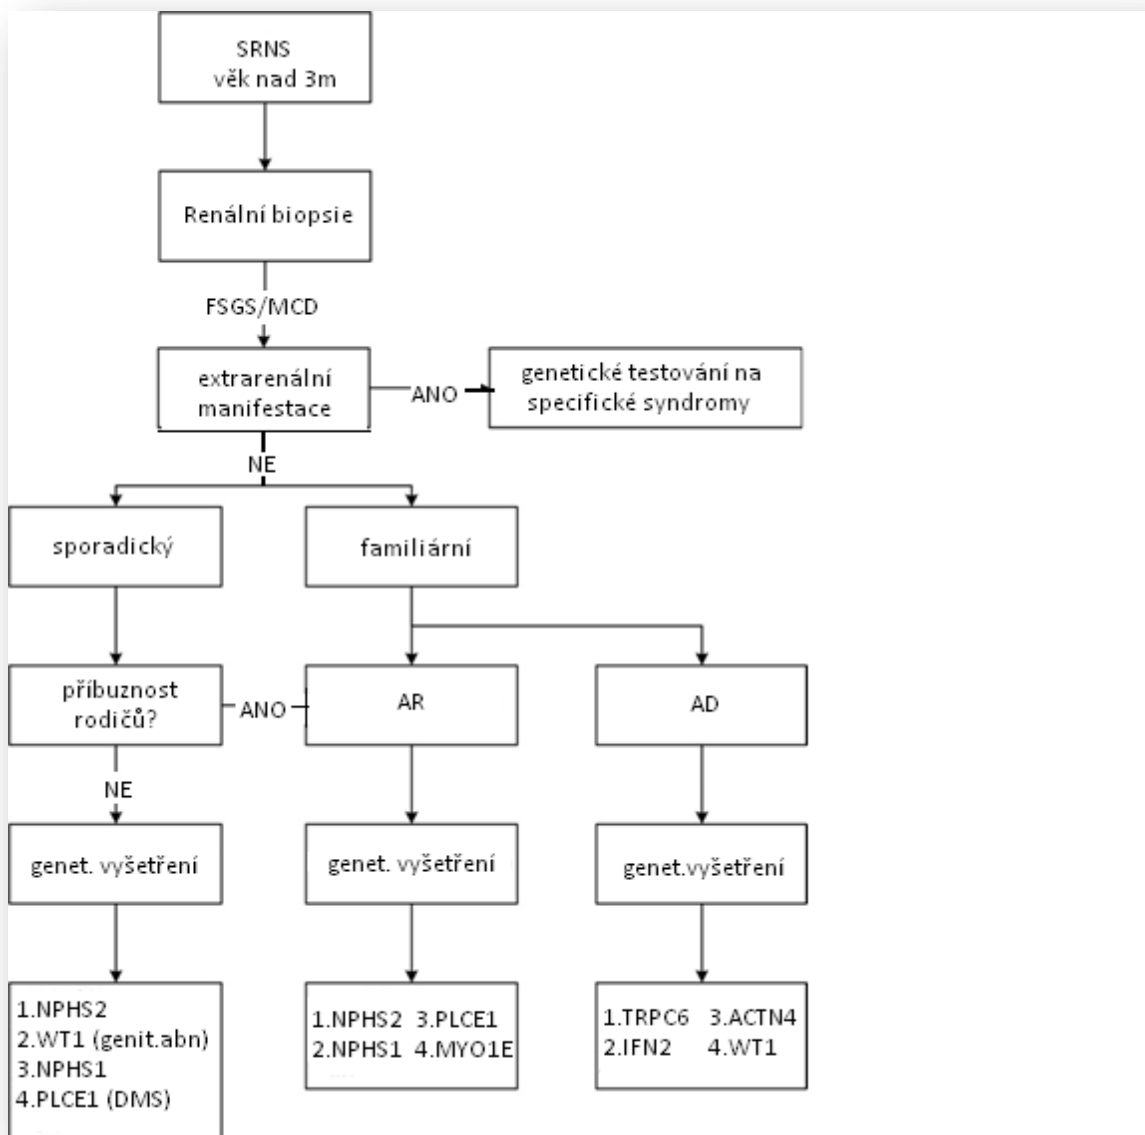 SRNS
věk nad 3m
Renální biopsie
FSGS/MCD
extrarenální
manifestace
ANO
genetické testování na
specifické syndromy
NE
sporadický
familiární
příbuznost
rodičů?
ANO
AR
AD
NE
genet. vyšetření
genet. vyšetření
genet.vyšetření
1.NPHS2
2.WT1 (genit.abn)
3.NPHS1
4.PLCE1 (DMS)
1.NPHS2 3.PLCE1
2.NPHS1 4.MYO1E
1.TRPC6 3.ACTN4
2.IFN2 4.WT1